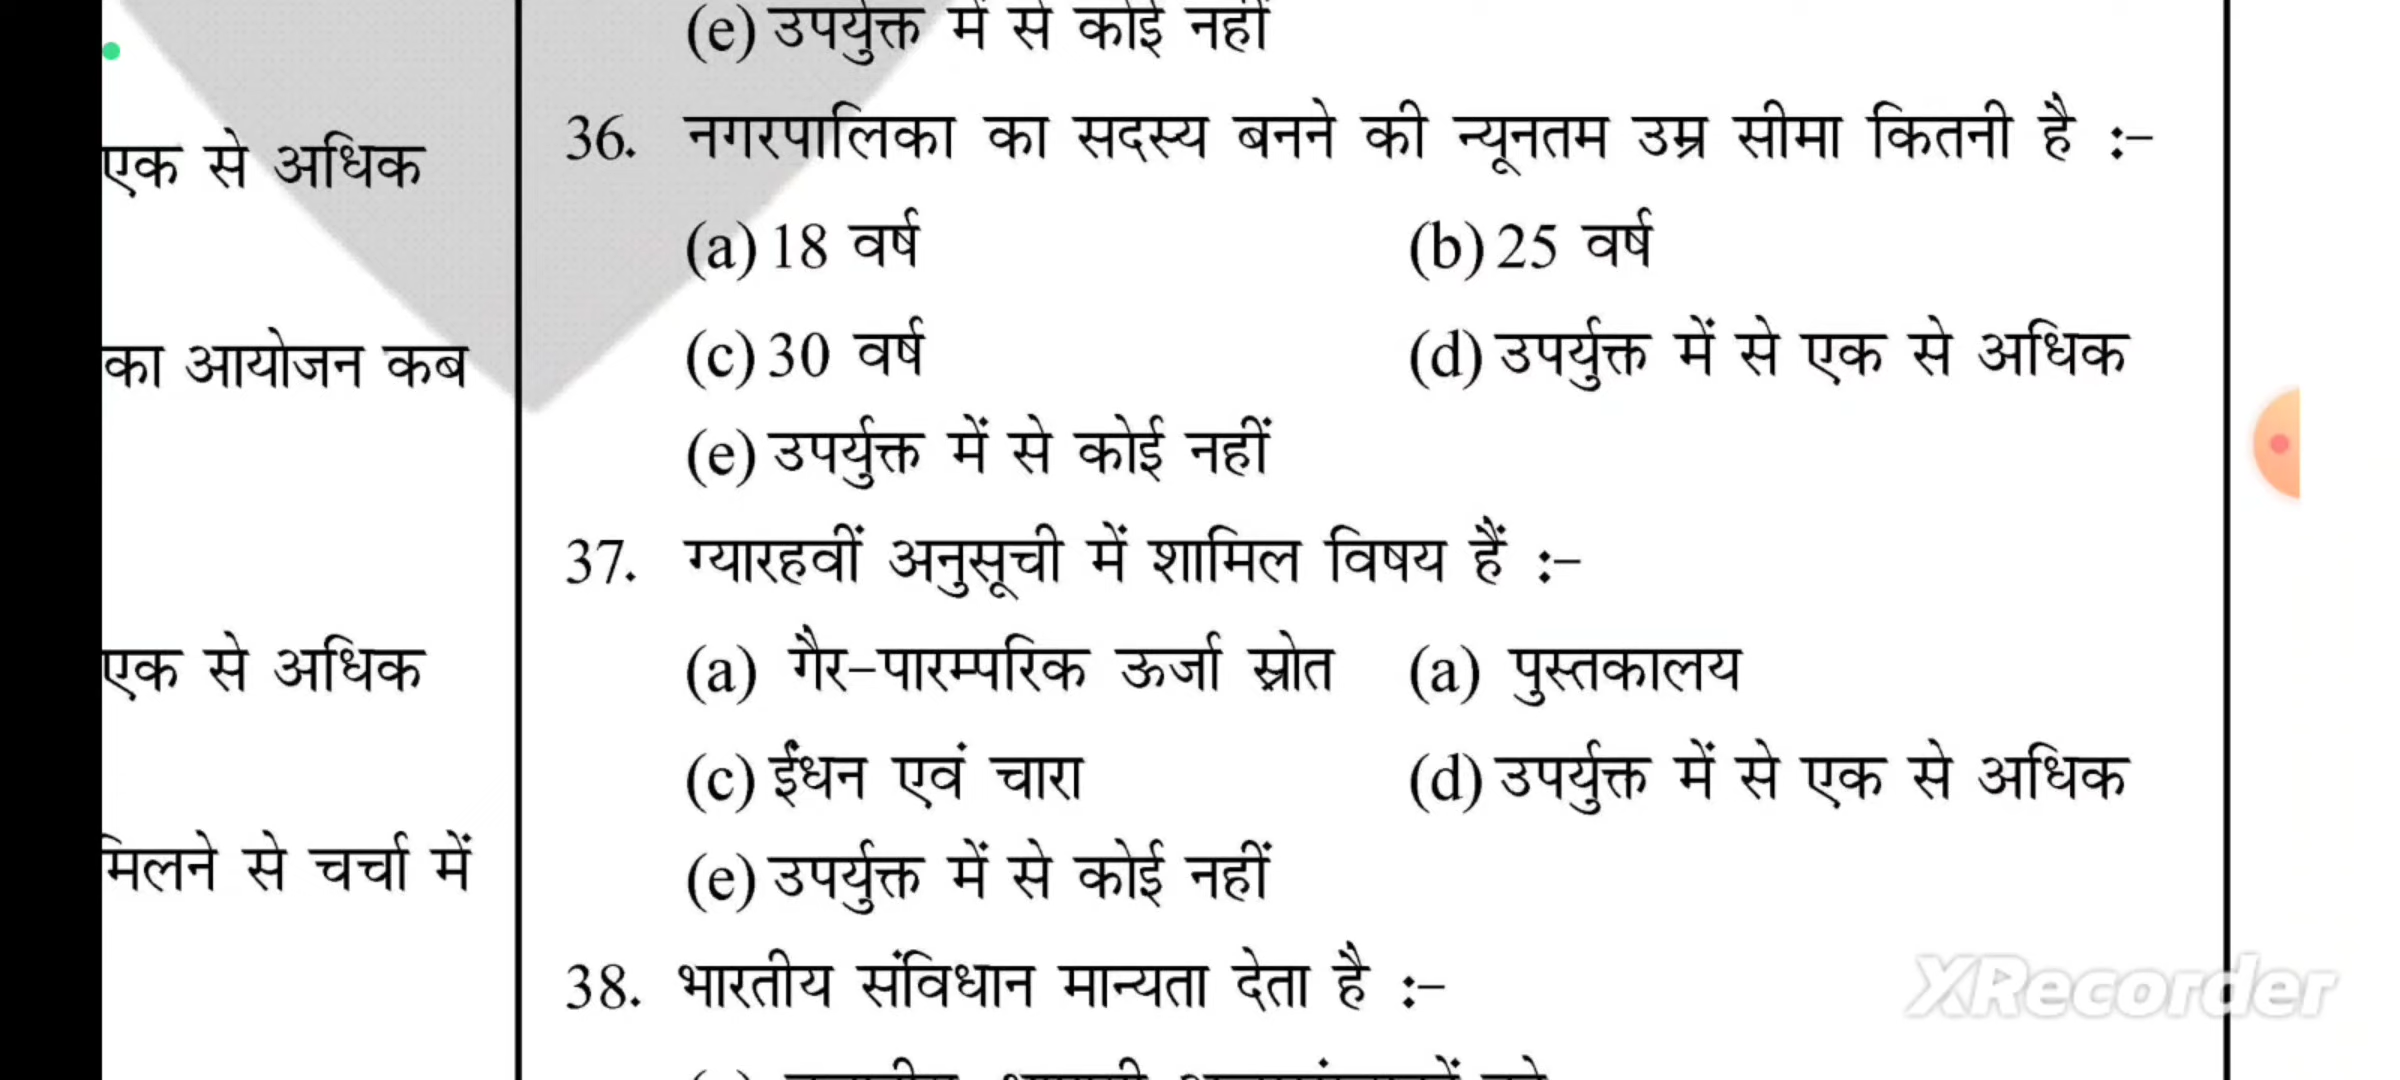 एक से अधिक
का आयोजन कब
एक से अधिक
मिलने से चर्चा में
(e) उपर्युक्त में से कोई नहीं
36. नगरपालिका का सदस्य बनने की न्यूनतम उम्र सीमा कितनी है :–
(a) 18 वर्ष (b) 25 वर्ष
(c) 30 वर्ष (d) उपर्युक्त में से एक से अधिक
(e) उपर्युक्त में से कोई नहीं
37. ग्यारहवीं अनुसूची में शामिल विषय हैं :–
(a) गैर–पारम्परिक ऊर्जा स्रोत (a) पुस्तकालय
(c) ईंधन एवं चारा (d) उपर्युक्त में से एक से अधिक
(e) उपर्युक्त में से कोई नहीं
38. भारतीय संविधान मान्यता देता है :–
XRecorder